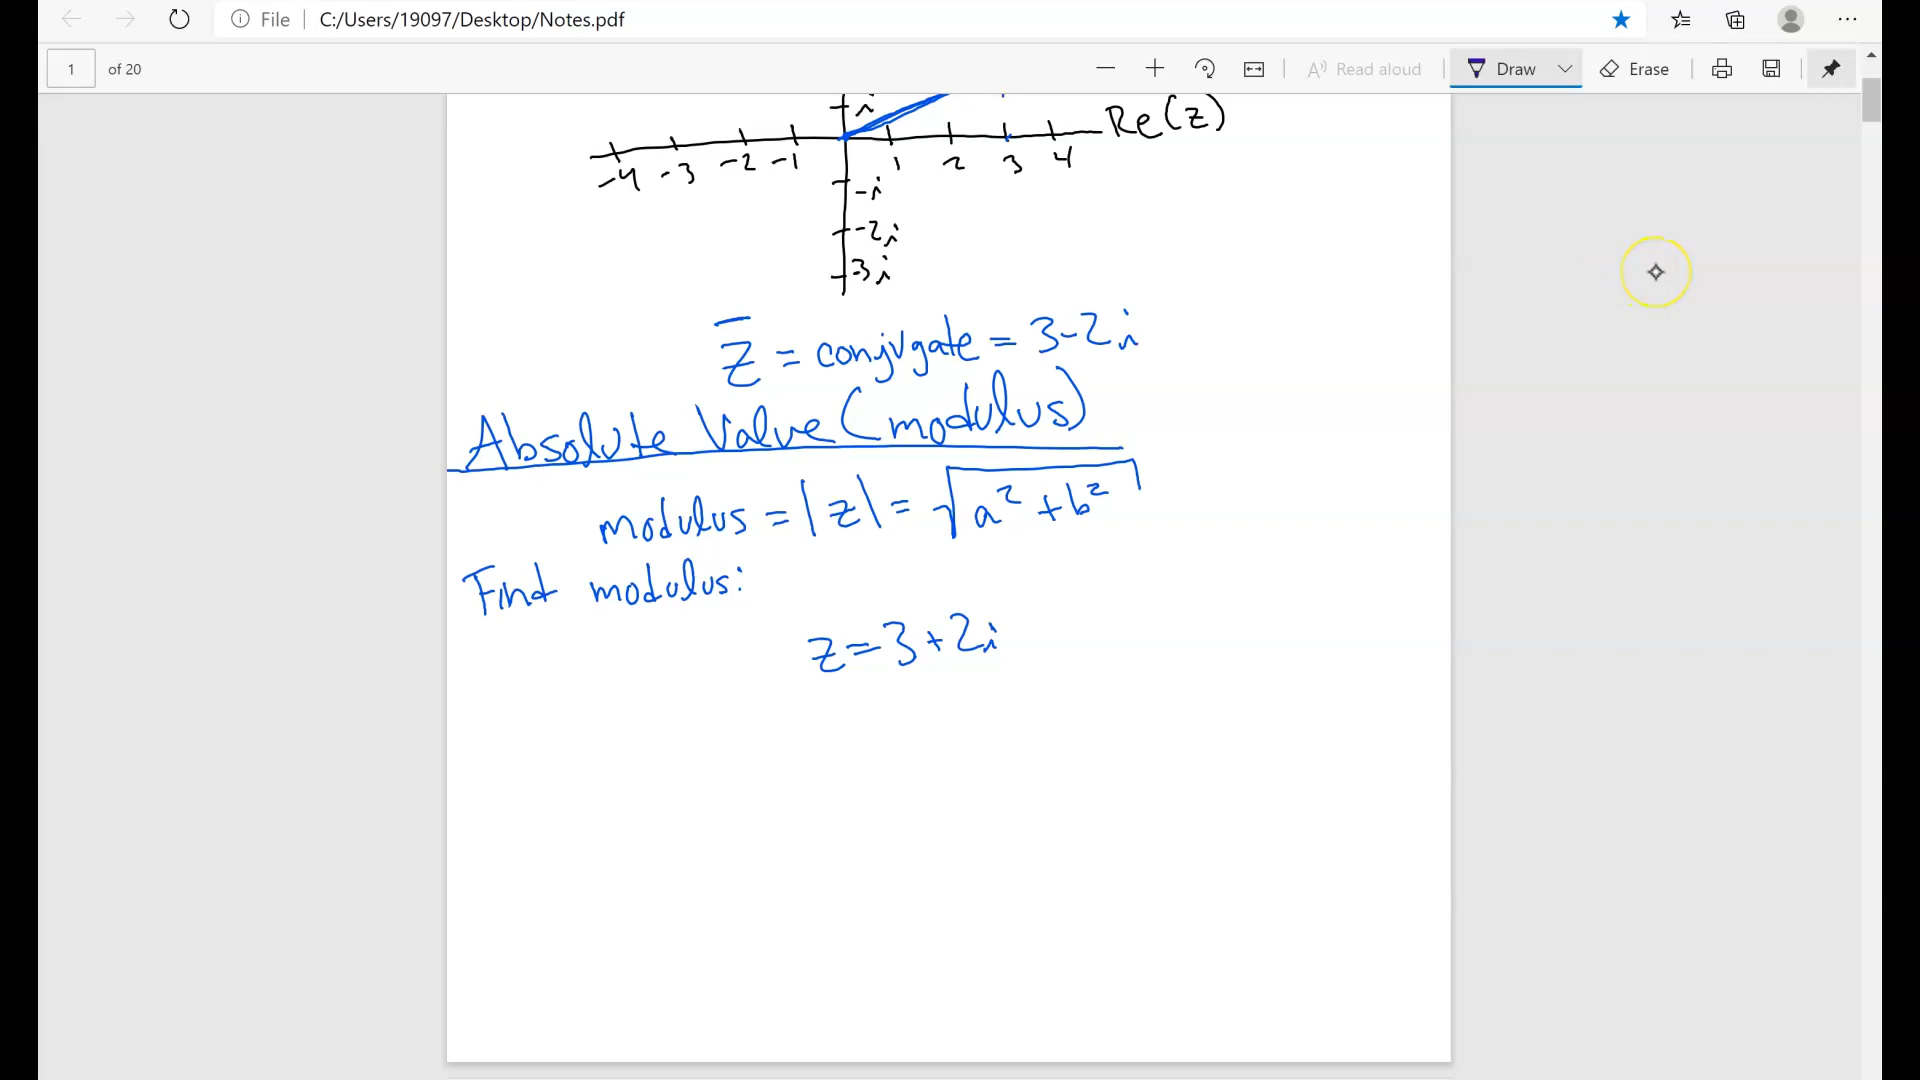 File C:/Users/19097/Desktop/Notes.pdf
1 of 20 Read aloud Draw Erase
i
Re(z)
-4 -3 -2 -1 1 2 3 4
-i
-2i
-3i
z̅ = conjugate = 3-2i
Absolute Value (modulus)
modulus = |z| = √a² + b²
Find modulus:
z = 3 + 2i